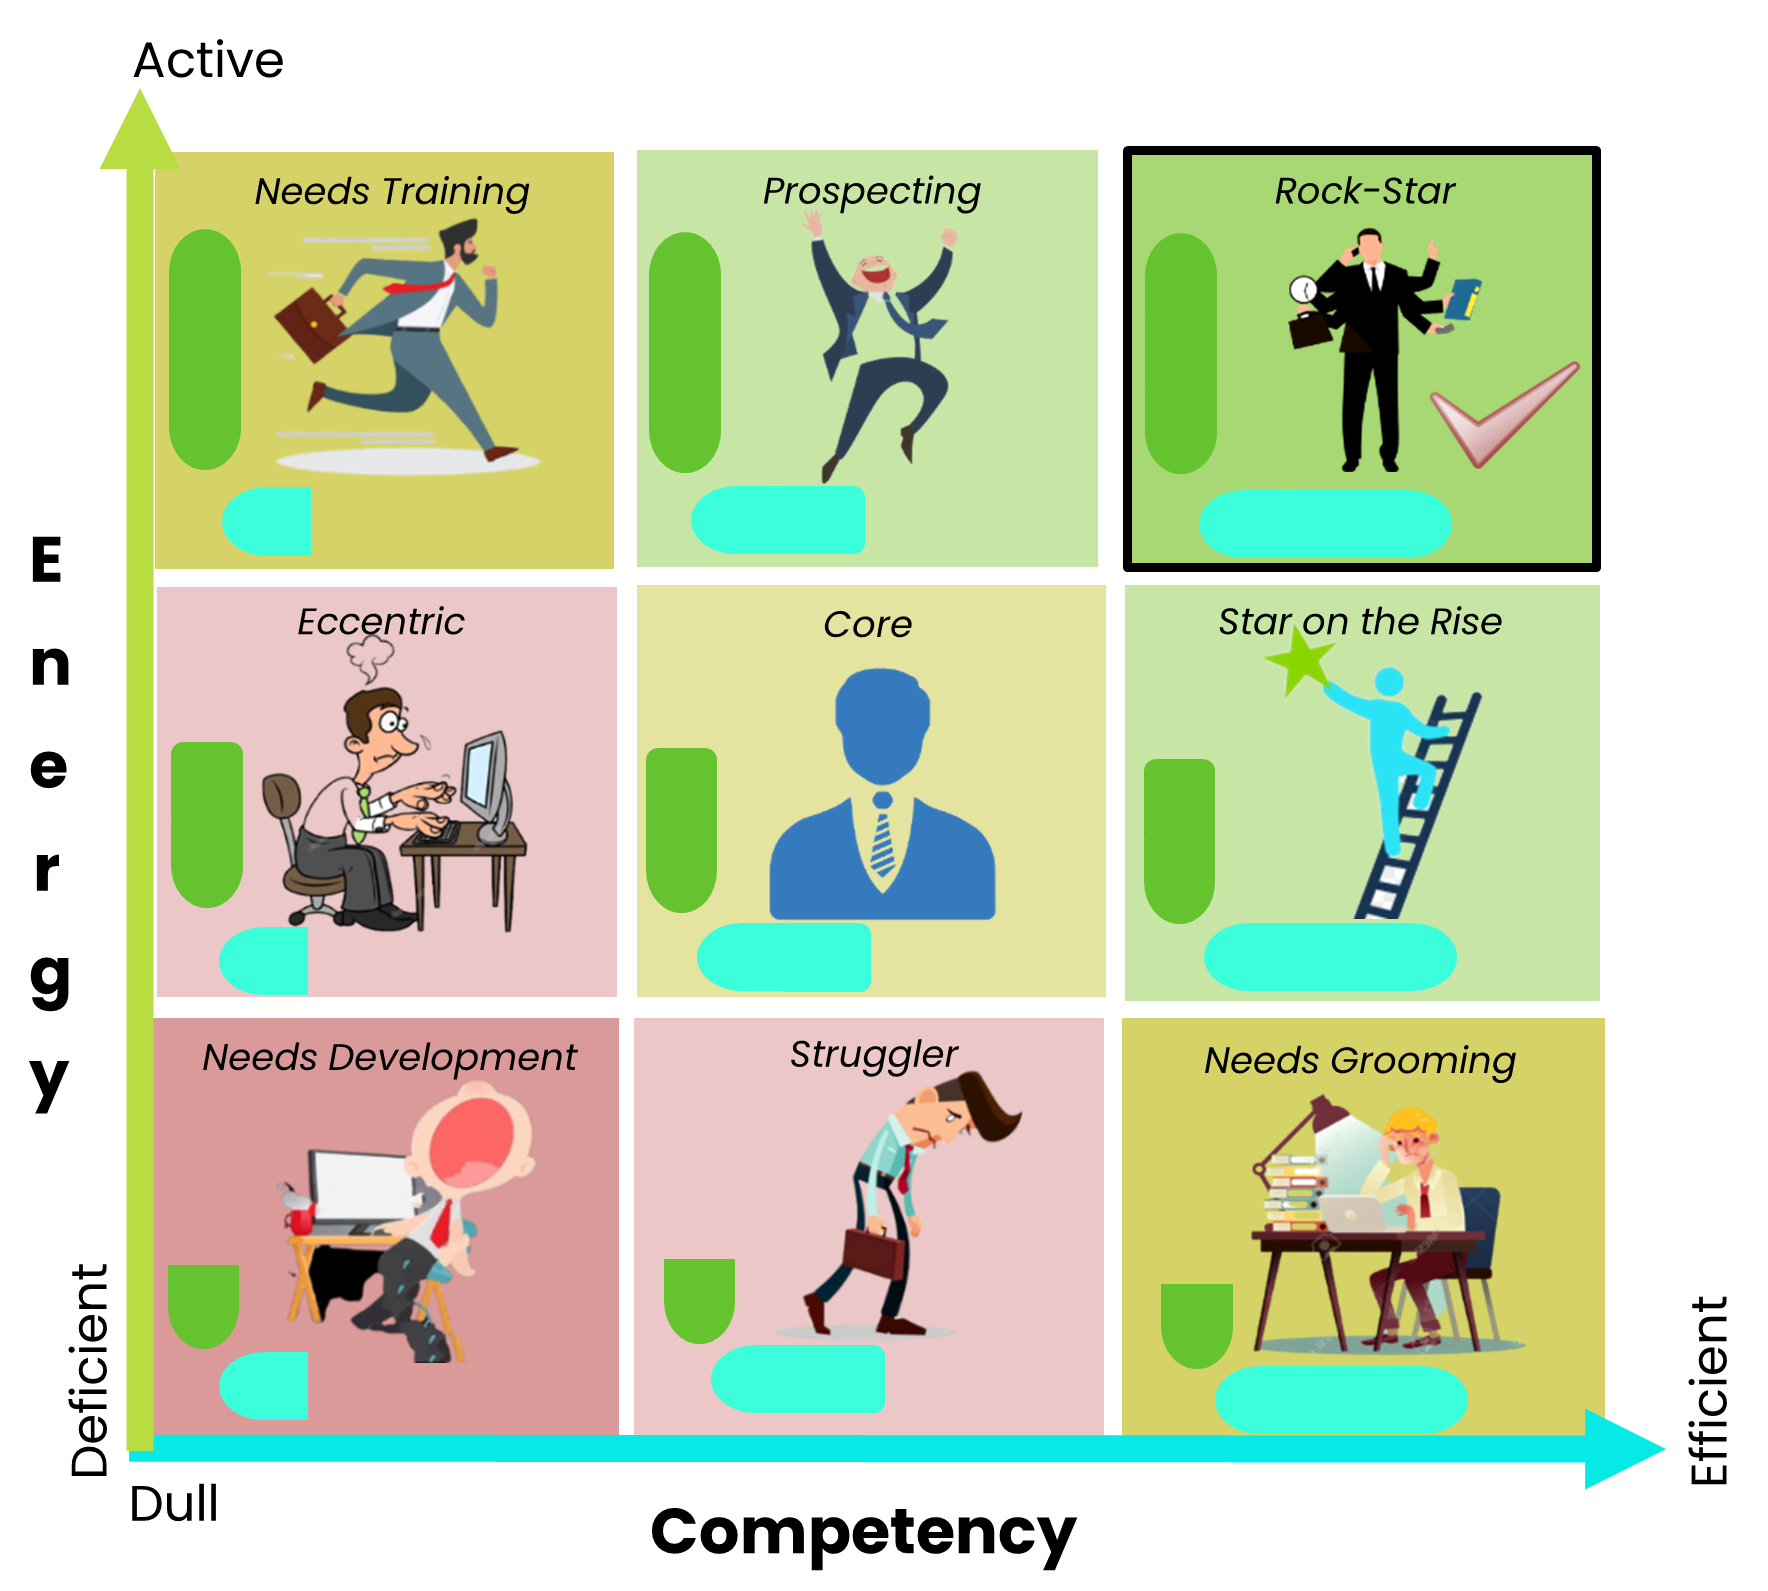 Active
Needs Training
Prospecting
Rock-Star
Energy
Eccentric
Core
Star on the Rise
Needs Development
Struggler
Needs Grooming
Deficient
Efficient
Dull
Competency